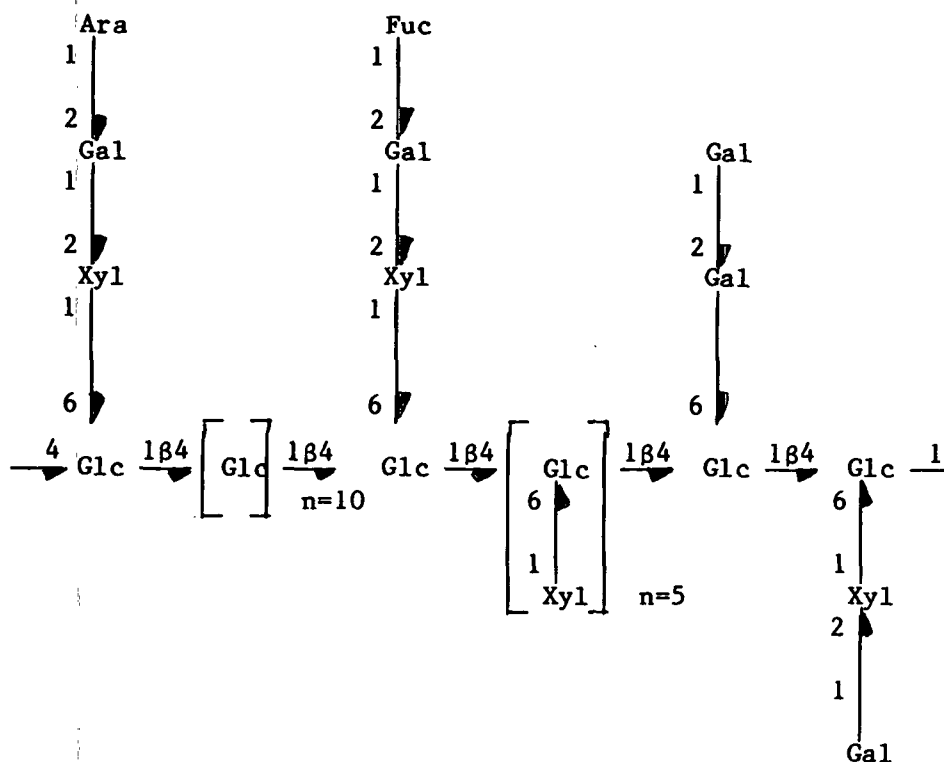 Ara Fuc
1 1
2 2
Gal Gal Gal
1 1 1
2 2 2
Xyl Xyl Gal
1 1
6 6 6
4 Glc 1β4 [Glc] 1β4 n=10 Glc 1β4 [Glc 1β4 Glc 1β4 Glc 1
6 6
1 1
Xyl] n=5 Xyl
2
1
Gal